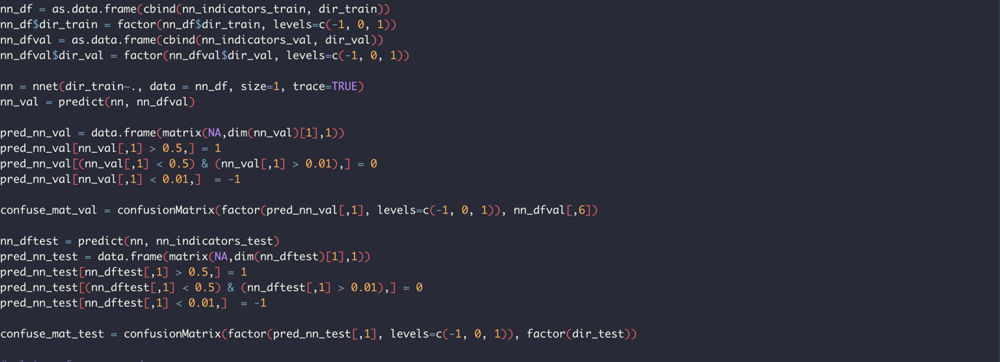 nn_df = as.data.frame(cbind(nn_indicators_train, dir_train))
nn_df$dir_train = factor(nn_df$dir_train, levels=c(-1, 0, 1))
nn_dfval = as.data.frame(cbind(nn_indicators_val, dir_val))
nn_dfval$dir_val = factor(nn_dfval$dir_val, levels=c(-1, 0, 1))
nn = nnet(dir_train~., data = nn_df, size=1, trace=TRUE)
nn_val = predict(nn, nn_dfval)
pred_nn_val = data.frame(matrix(NA,dim(nn_val)[1],1))
pred_nn_val[nn_val[,1] > 0.5,] = 1
pred_nn_val[(nn_val[,1] < 0.5) & (nn_val[,1] > 0.01),] = 0
pred_nn_val[nn_val[,1] < 0.01,]  = -1
confuse_mat_val = confusionMatrix(factor(pred_nn_val[,1], levels=c(-1, 0, 1)), nn_dfval[,6])
nn_dftest = predict(nn, nn_indicators_test)
pred_nn_test = data.frame(matrix(NA,dim(nn_dftest)[1],1))
pred_nn_test[nn_dftest[,1] > 0.5,] = 1
pred_nn_test[(nn_dftest[,1] < 0.5) & (nn_dftest[,1] > 0.01),] = 0
pred_nn_test[nn_dftest[,1] < 0.01,]  = -1
confuse_mat_test = confusionMatrix(factor(pred_nn_test[,1], levels=c(-1, 0, 1)), factor(dir_test))